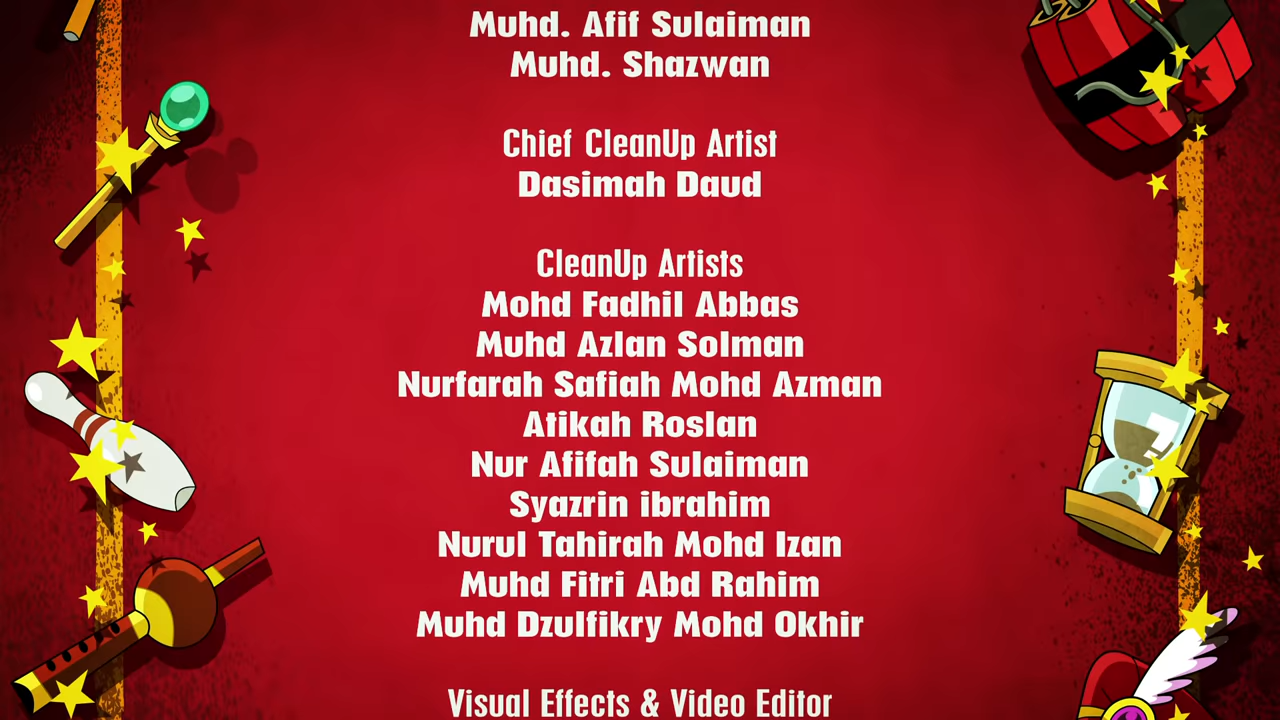 Muhd. Afif Sulaiman
Muhd. Shazwan
Chief CleanUp Artist
Dasimah Daud
CleanUp Artists
Mohd Fadhil Abbas
Muhd Azlan Solman
Nurfarah Safiah Mohd Azman
Atikah Roslan
Nur Afifah Sulaiman
Syazrin ibrahim
Nurul Tahirah Mohd Izan
Muhd Fitri Abd Rahim
Muhd Dzulfikry Mohd Okhir
Visual Effects & Video Editor